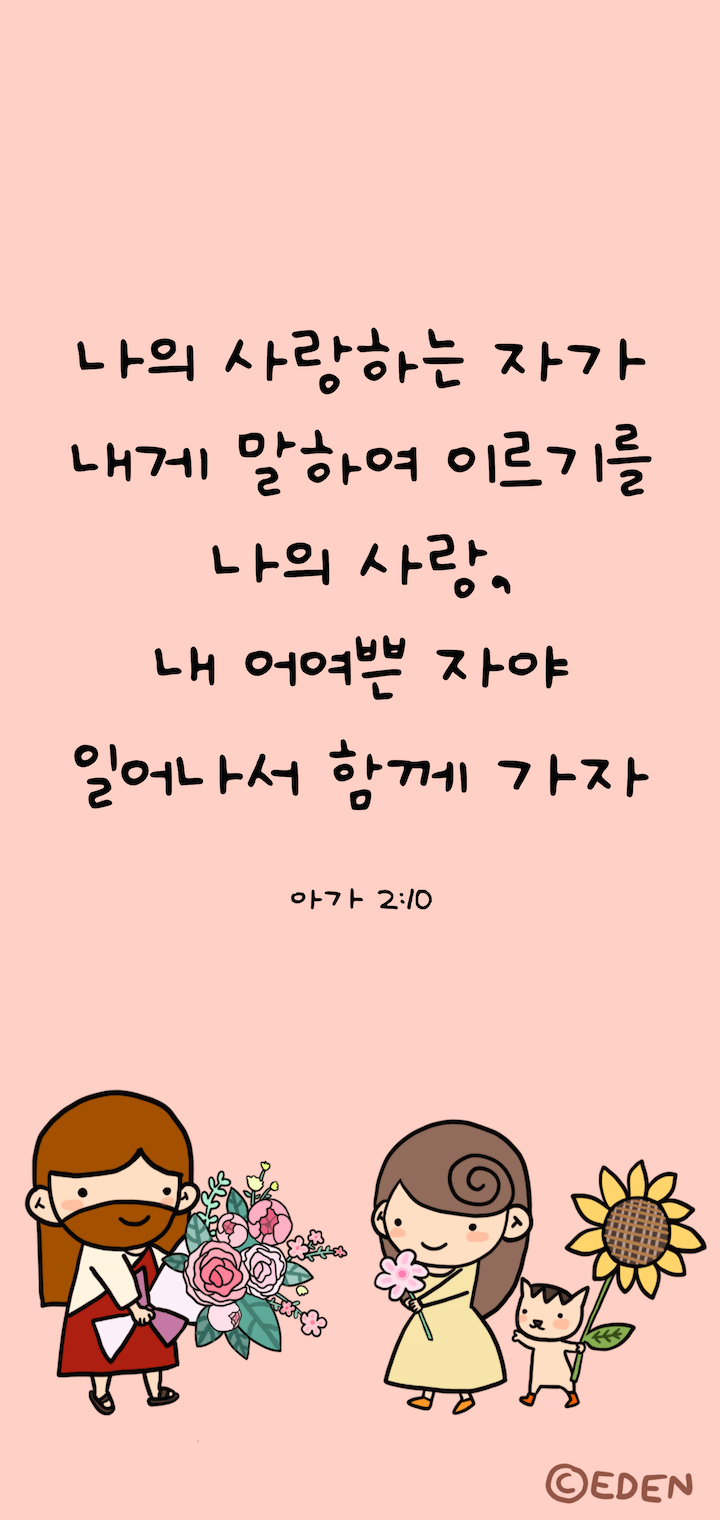 나의 사랑하는 자가
내게 말하여 이르기를
나의 사랑,
내 어여쁜 자야
일어나서 함께 가자
아가 2:10
©EDEN